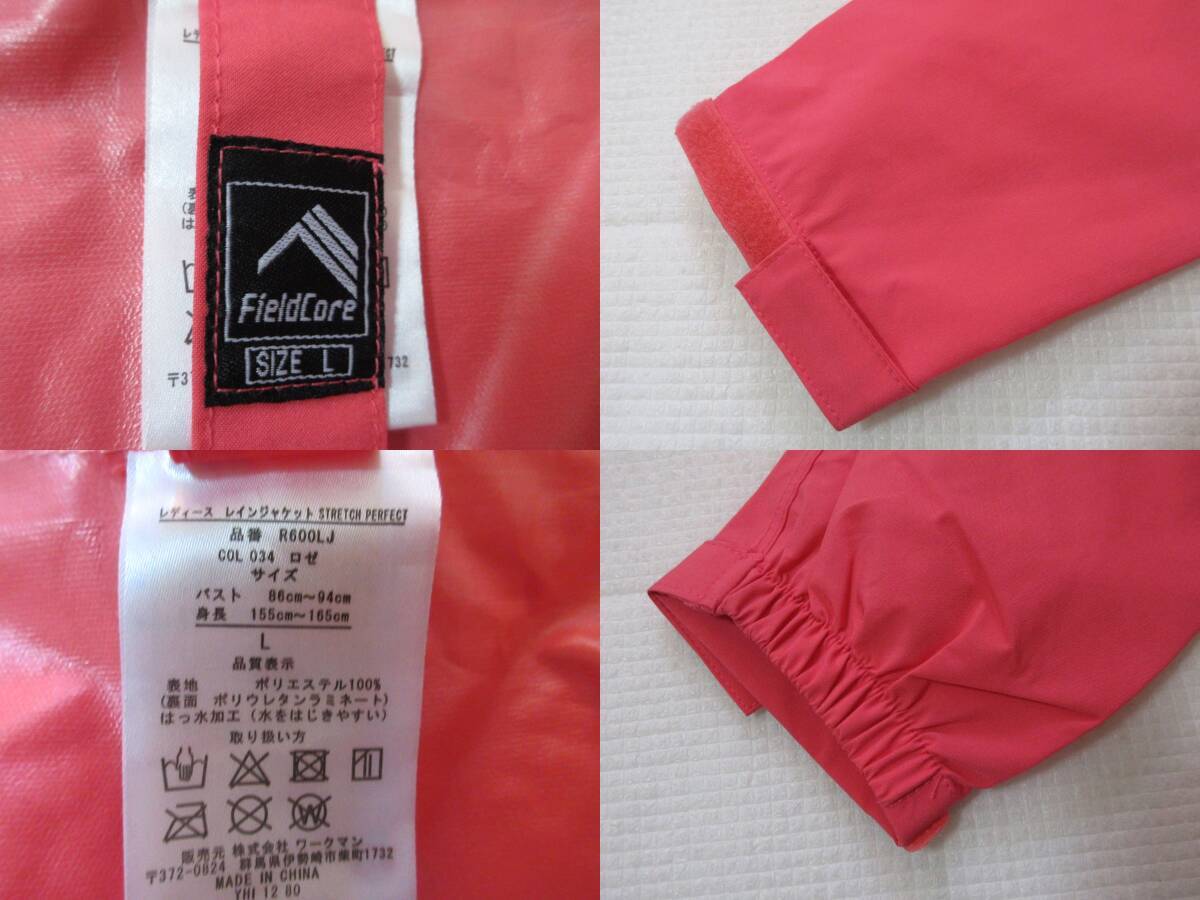 FieldCore
SIZE L
〒37
732
レディース レインジャケット STRETCH PERFECT
品番 R600LJ
COL 034 ロゼ
サイズ
バスト 86cm~94cm
身長 155cm~165cm
L
品質表示
表地 ポリエステル100%
(裏面 ポリウレタンラミネート)
はっ水加工 (水をはじきやすい)
取り扱い方
W
販売元 株式会社 ワークマン
〒372-0824 群馬県伊勢崎市柴町1732
MADE IN CHINA
YHI 12 80